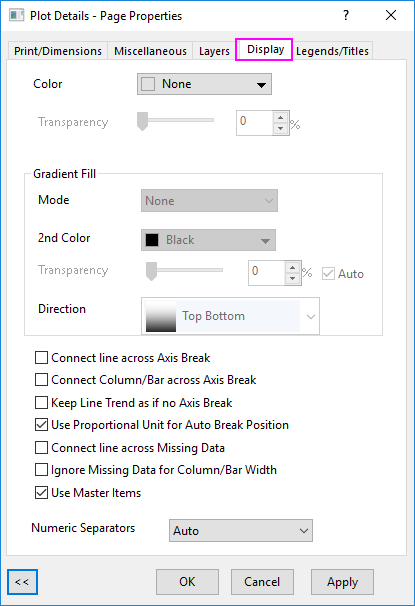 Plot Details - Page Properties
Print/Dimensions Miscellaneous Layers Display Legends/Titles
Color None
Transparency 0 %
Gradient Fill
Mode None
2nd Color Black
Transparency 0 % Auto
Direction Top Bottom
Connect line across Axis Break
Connect Column/Bar across Axis Break
Keep Line Trend as if no Axis Break
Use Proportional Unit for Auto Break Position
Connect line across Missing Data
Ignore Missing Data for Column/Bar Width
Use Master Items
Numeric Separators Auto
<< OK Cancel Apply